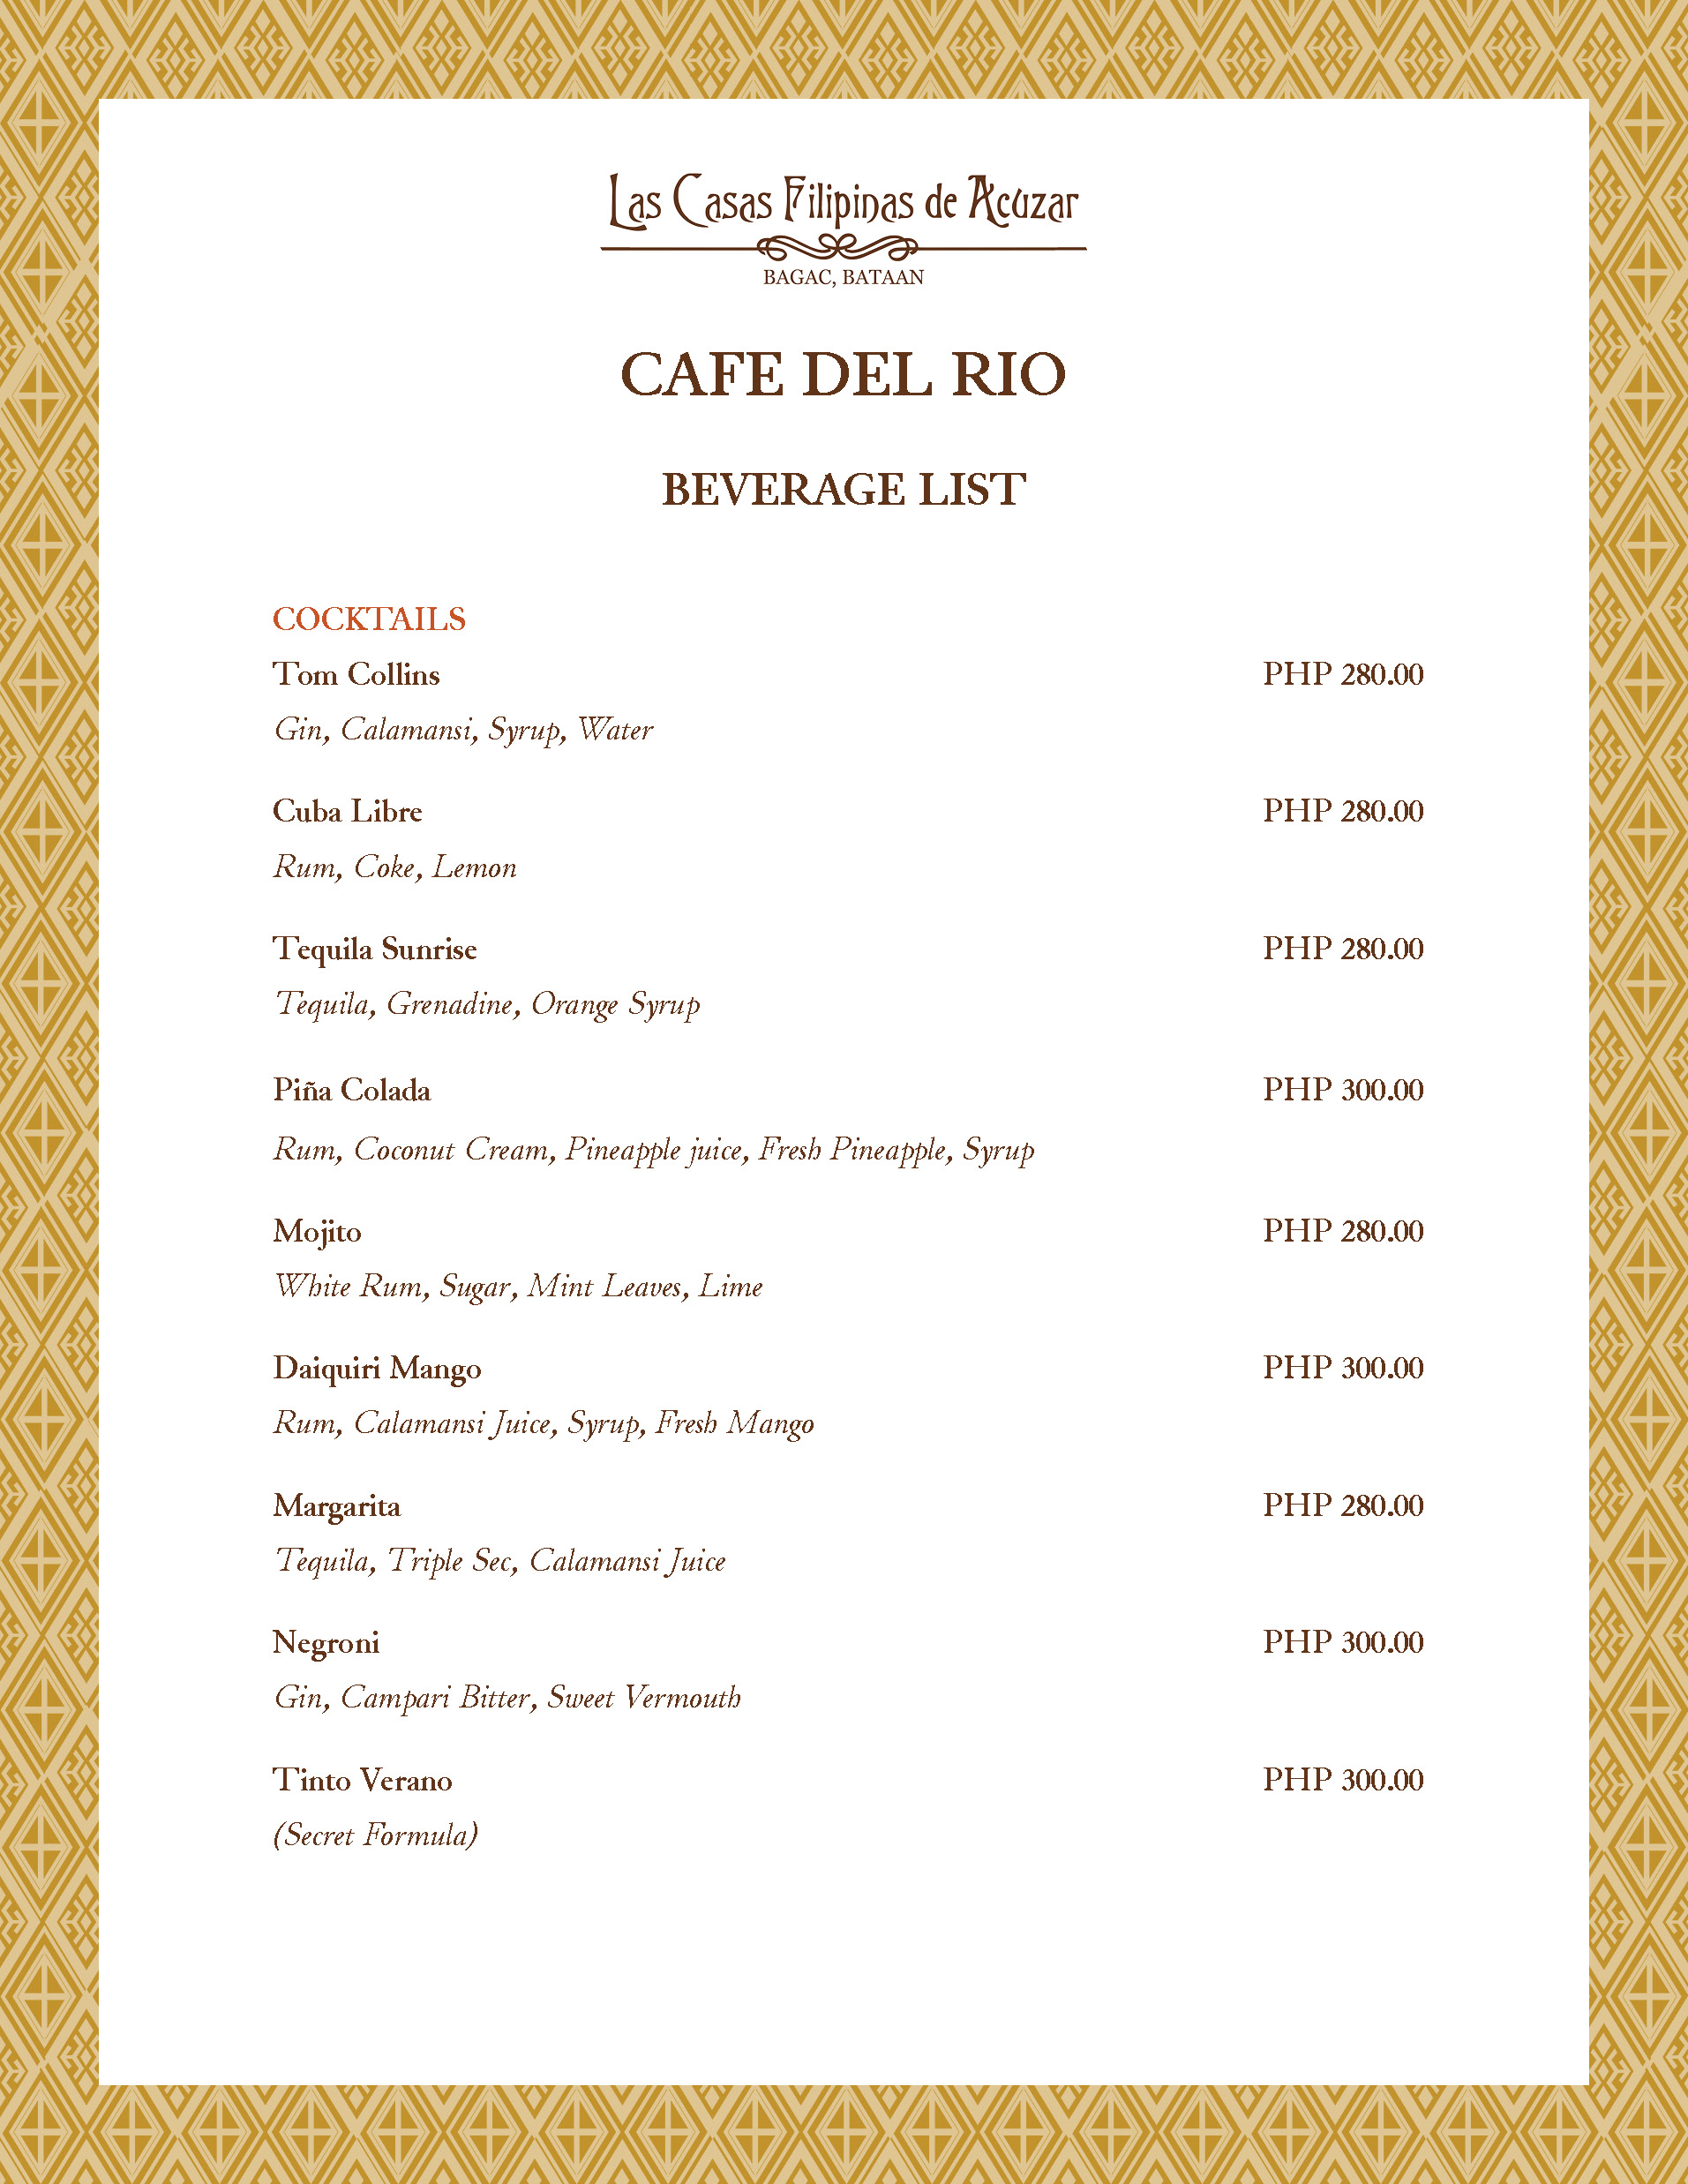 Las Casas Filipinas de Acuzar
BAGAC, BATAAN
CAFE DEL RIO
BEVERAGE LIST
COCKTAILS
Tom Collins PHP 280.00
Gin, Calamansi, Syrup, Water
Cuba Libre PHP 280.00
Rum, Coke, Lemon
Tequila Sunrise PHP 280.00
Tequila, Grenadine, Orange Syrup
Piña Colada PHP 300.00
Rum, Coconut Cream, Pineapple juice, Fresh Pineapple, Syrup
Mojito PHP 280.00
White Rum, Sugar, Mint Leaves, Lime
Daiquiri Mango PHP 300.00
Rum, Calamansi Juice, Syrup, Fresh Mango
Margarita PHP 280.00
Tequila, Triple Sec, Calamansi Juice
Negroni PHP 300.00
Gin, Campari Bitter, Sweet Vermouth
Tinto Verano PHP 300.00
(Secret Formula)